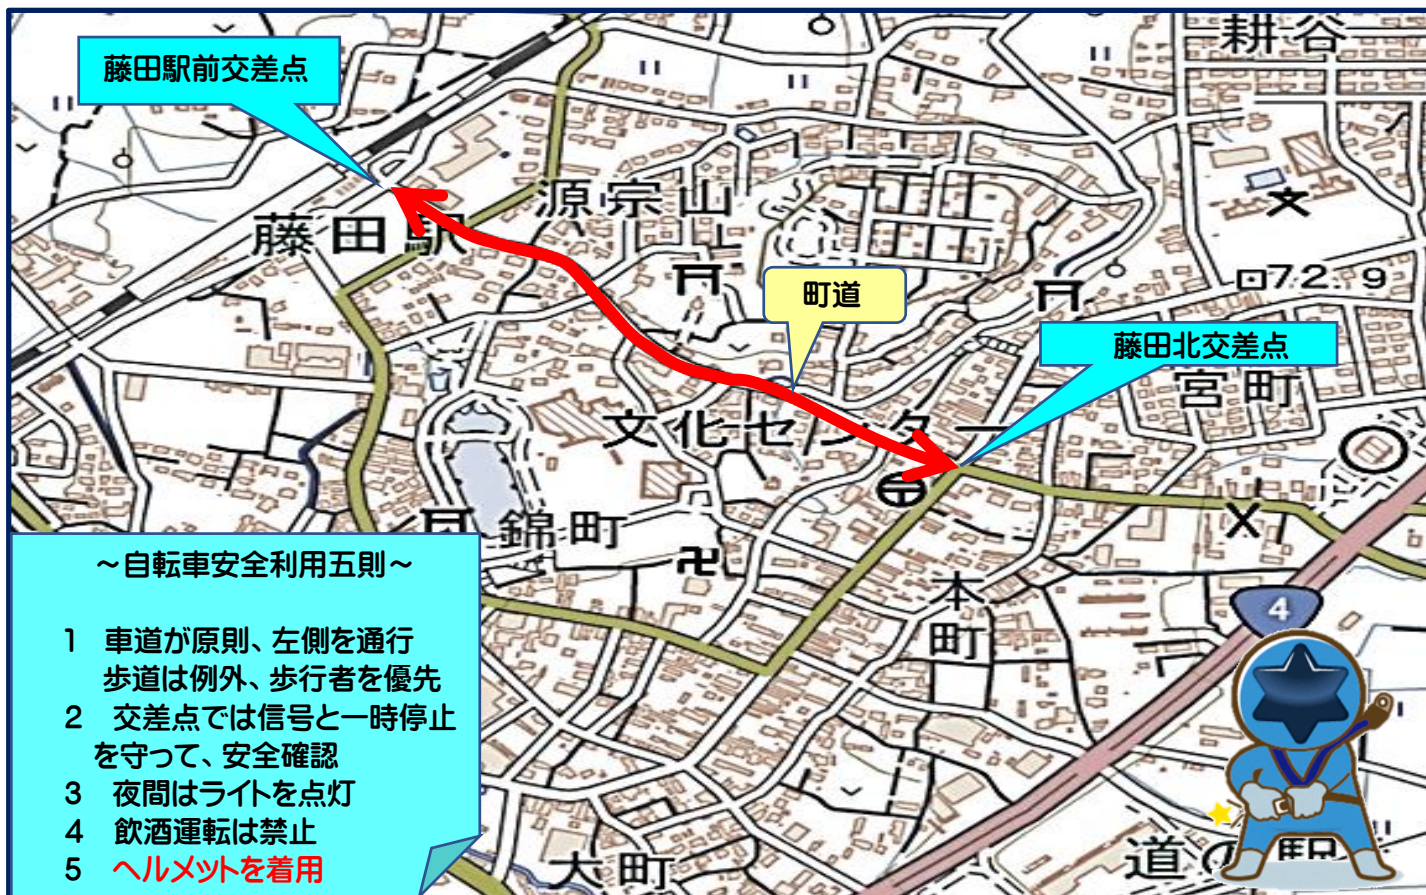 耕谷
藤田駅前交差点
源宗山
藤田駅
72.9
町道
藤田北交差点
宮町
文化センター
錦町
本町
4
～自転車安全利用五則～
1 車道が原則、左側を通行
歩道は例外、歩行者を優先
2 交差点では信号と一時停止
を守って、安全確認
3 夜間はライトを点灯
4 飲酒運転は禁止
5 ヘルメットを着用
大町
道の駅